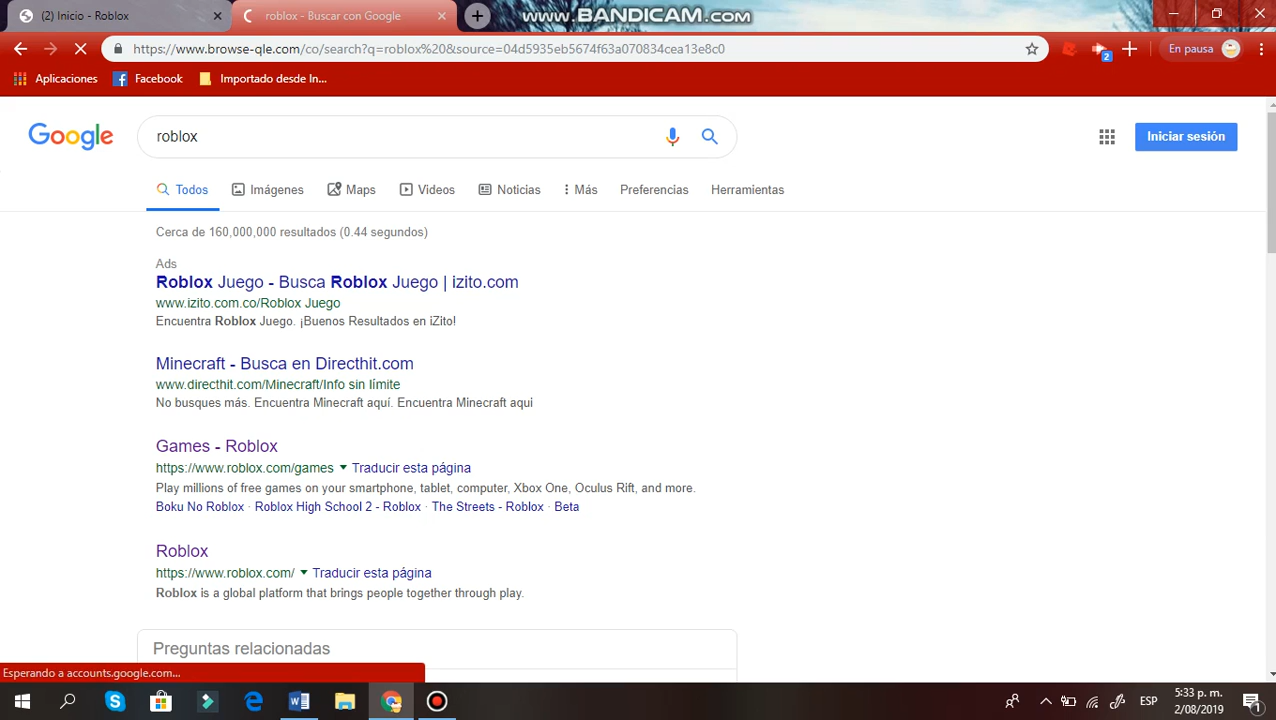 (2) Inicio - Roblox
roblox - Buscar con Google
www.BANDICAM.com
https://www.browse-qle.com/co/search?q=roblox%20&source=04d5935eb5674f63a070834cea13e8c0
2
En pausa
Aplicaciones
Facebook
Importado desde In...
Google
roblox
Iniciar sesión
Todos
Imágenes
Maps
Videos
Noticias
Más
Preferencias
Herramientas
Cerca de 160,000,000 resultados (0.44 segundos)
Ads
Roblox Juego - Busca Roblox Juego | izito.com
www.izito.com.co/Roblox Juego
Encuentra Roblox Juego. ¡Buenos Resultados en iZito!
Minecraft - Busca en Directhit.com
www.directhit.com/Minecraft/Info sin límite
No busques más. Encuentra Minecraft aquí. Encuentra Minecraft aqui
Games - Roblox
https://www.roblox.com/games ▼ Traducir esta página
Play millions of free games on your smartphone, tablet, computer, Xbox One, Oculus Rift, and more.
Boku No Roblox · Roblox High School 2 - Roblox · The Streets - Roblox · Beta
Roblox
https://www.roblox.com/ ▼ Traducir esta página
Roblox is a global platform that brings people together through play.
Preguntas relacionadas
Esperando a accounts.google.com...
ESP
5:33 p. m.
2/08/2019
1